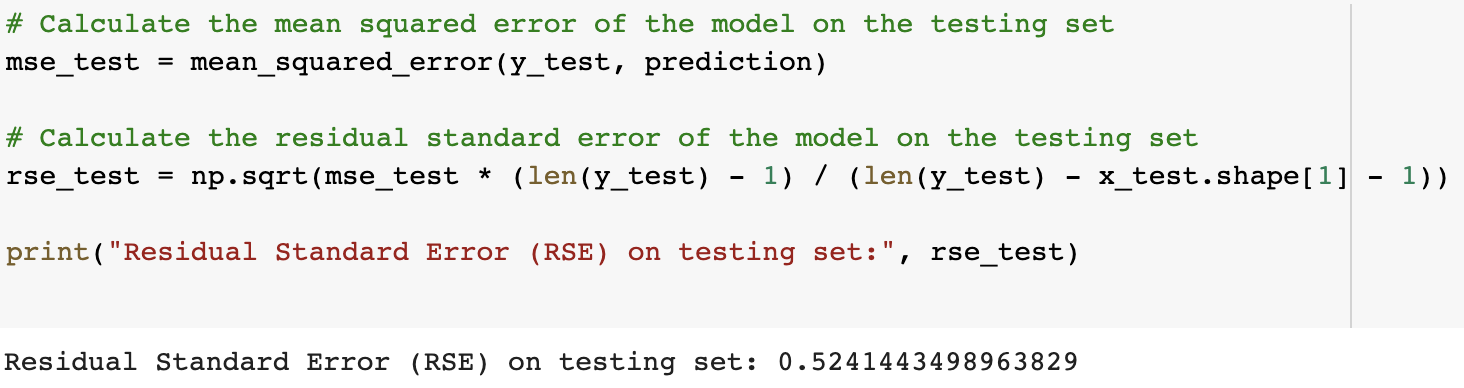 # Calculate the mean squared error of the model on the testing set
mse_test = mean_squared_error(y_test, prediction)
# Calculate the residual standard error of the model on the testing set
rse_test = np.sqrt(mse_test * (len(y_test) - 1) / (len(y_test) - x_test.shape[1] - 1))
print("Residual Standard Error (RSE) on testing set:", rse_test)
Residual Standard Error (RSE) on testing set: 0.5241443498963829